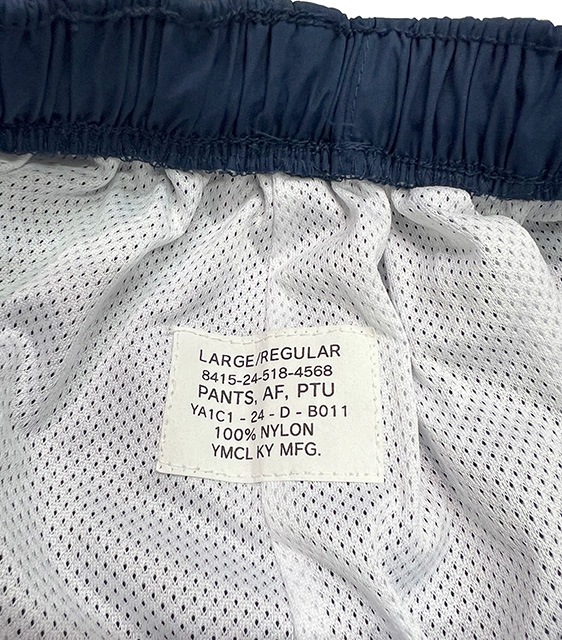 LARGE/REGULAR
8415-24-518-4568
PANTS, AF, PTU
YA1C1 - 24 - D - B011
100% NYLON
YMCL KY MFG.